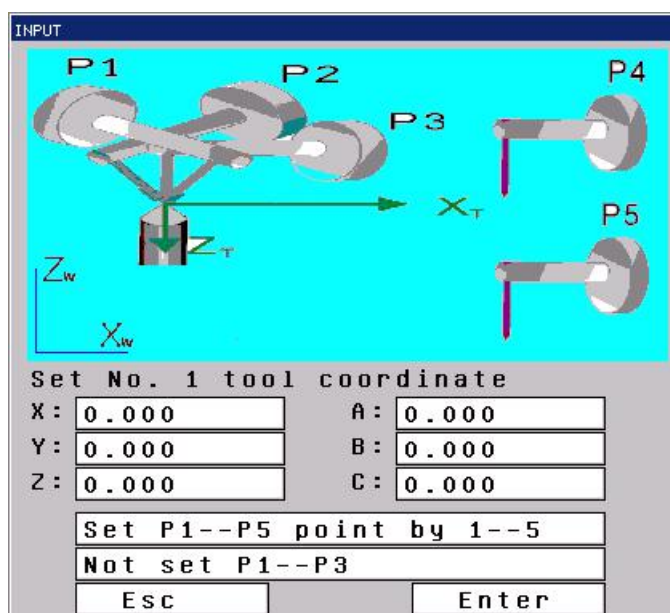 INPUT
P1
P2
P3
P4
P5
XT
ZT
Zw
Xw
Set No. 1 tool coordinate
X: 0.000 A: 0.000
Y: 0.000 B: 0.000
Z: 0.000 C: 0.000
Set P1--P5 point by 1--5
Not set P1--P3
Esc Enter